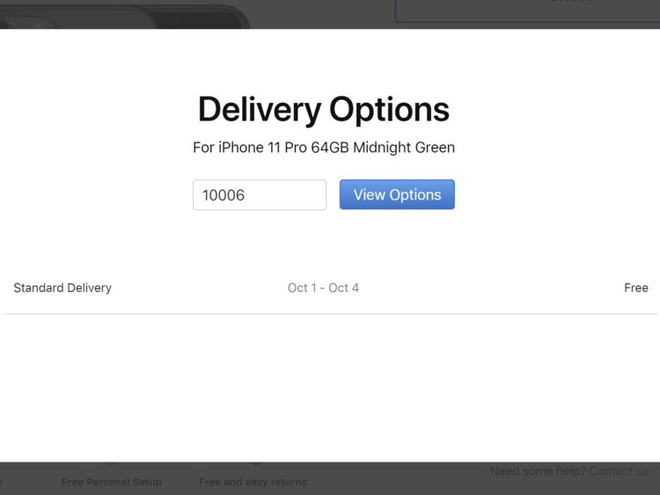 Delivery Options
For iPhone 11 Pro 64GB Midnight Green
10006
View Options
Standard Delivery
Oct 1 - Oct 4
Free
Need some help? Contact us.
Free Personal Setup
Free and easy returns